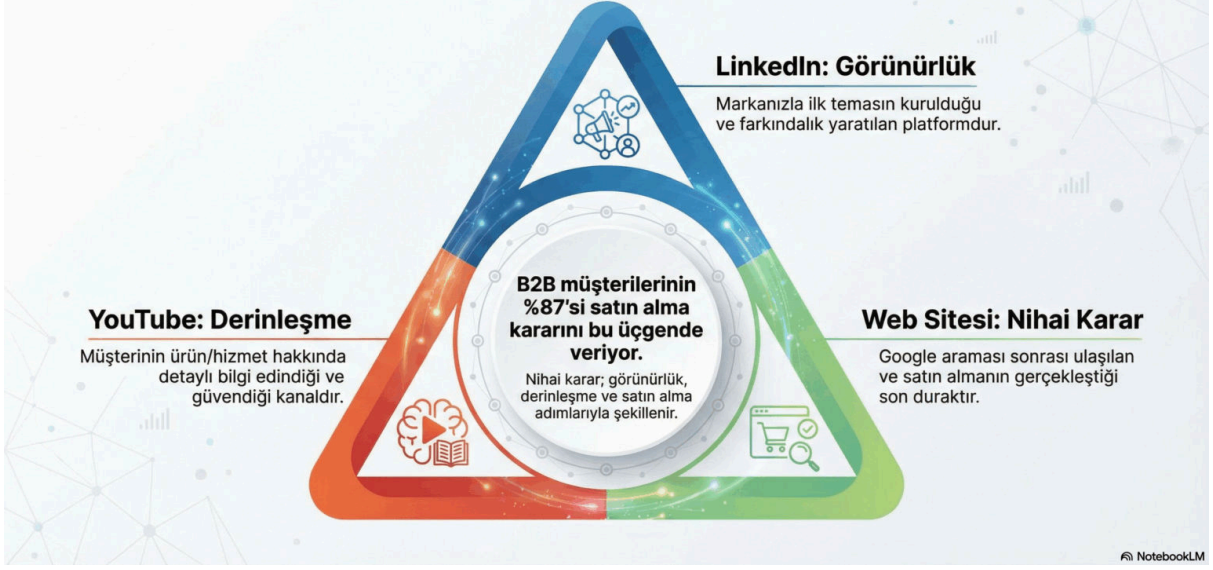 LinkedIn: Görünürlük
Markanızla ilk temasın kurulduğu
ve farkındalık yaratılan platformdur.
B2B müşterilerinin
%87'si satın alma
kararını bu üçgende
veriyor.
Nihai karar; görünürlük,
derinleşme ve satın alma
adımlarıyla şekillenir.
YouTube: Derinleşme
Müşterinin ürün/hizmet hakkında
detaylı bilgi edindiği ve
güvendiği kanaldır.
Web Sitesi: Nihai Karar
Google araması sonrası ulaşılan
ve satın almanın gerçekleştiği
son duraktır.
NotebookLM